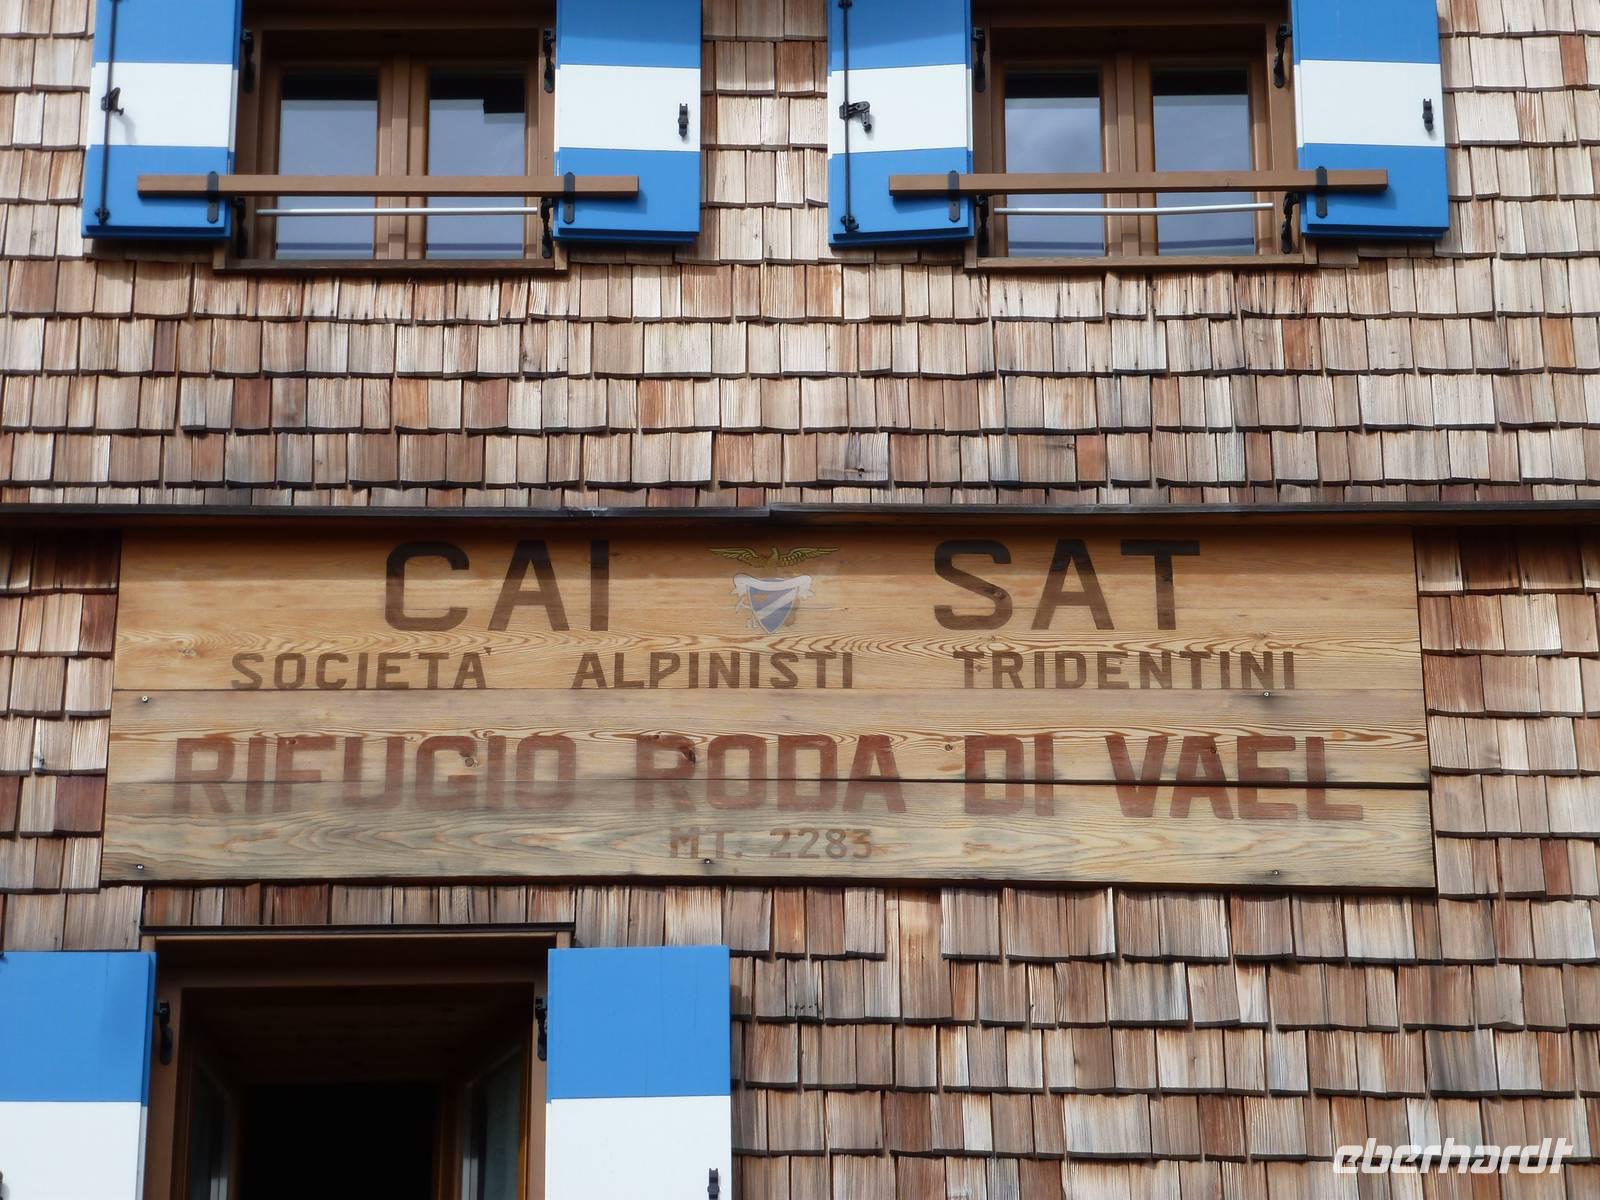 CAI SAT
SOCIETA' ALPINISTI TRIDENTINI
RIFUGIO RODA DI VAEL
MT. 2283
eberhardt